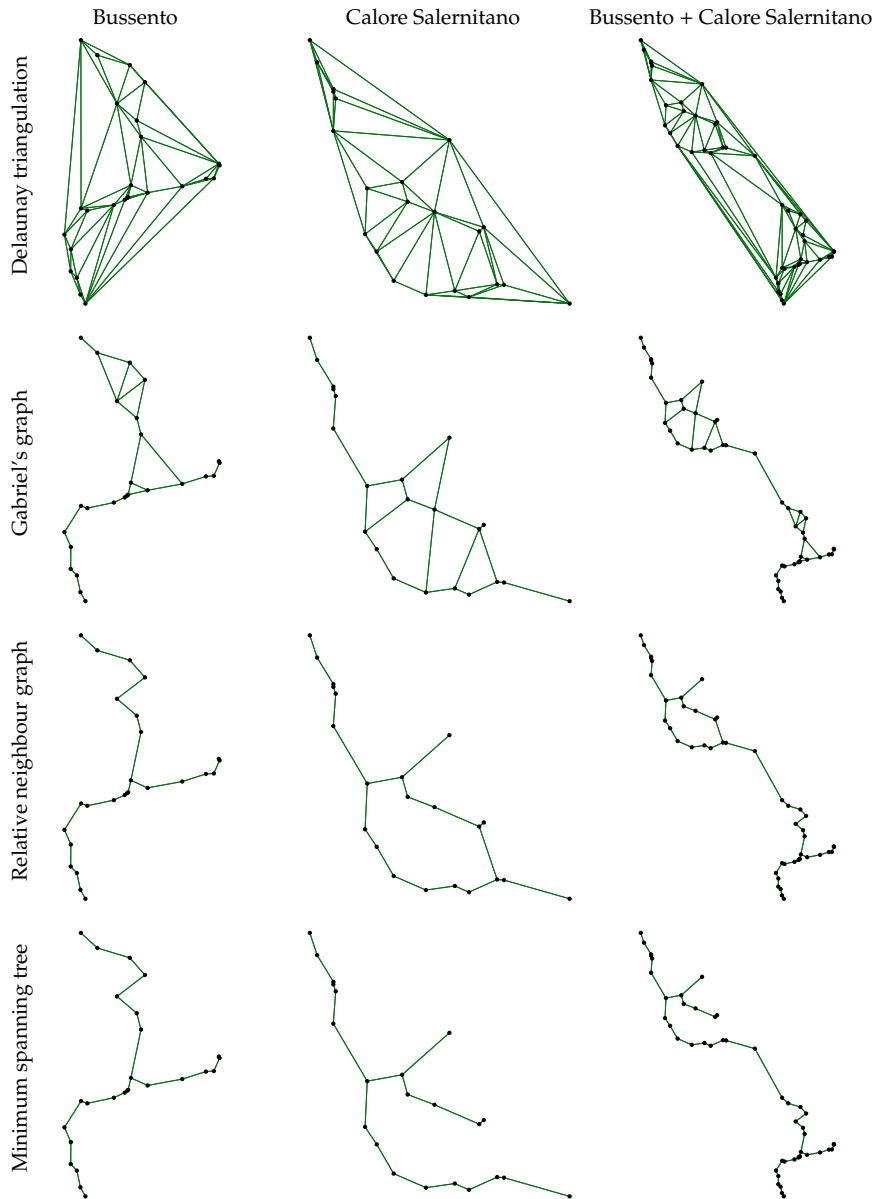 Bussento
Calore Salernitano
Bussento + Calore Salernitano
Delaunay triangulation
Gabriel's graph
Relative neighbour graph
Minimum spanning tree